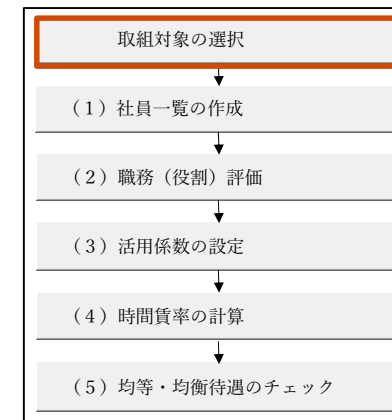 取組対象の選択
（１）社員一覧の作成
（２）職務（役割）評価
（３）活用係数の設定
（４）時間賃率の計算
（５）均等・均衡待遇のチェック